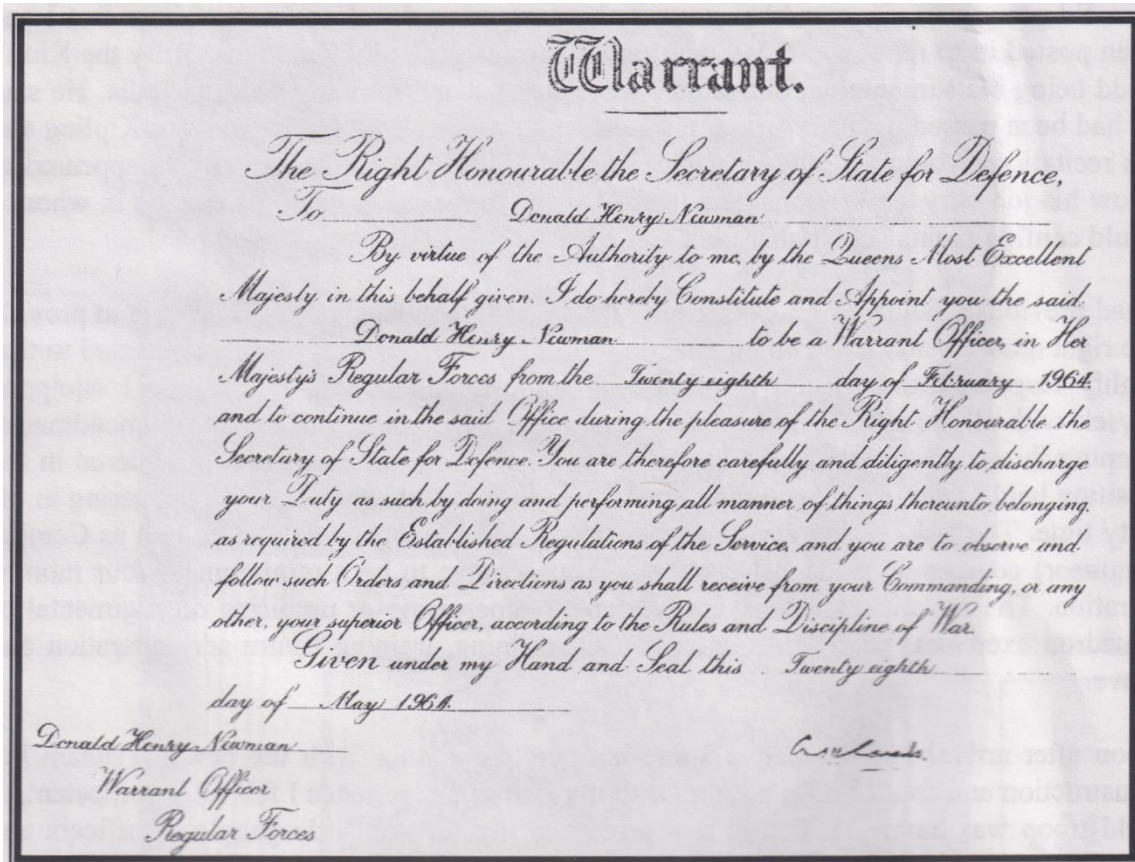 Warrant.
The Right Honourable the Secretary of State for Defence,
To Donald Henry Newman
By virtue of the Authority to me, by the Queens Most Excellent
Majesty in this behalf given. I do hereby Constitute and Appoint you the said.
Donald Henry Newman to be a Warrant Officer, in Her
Majesty's Regular Forces from the Twenty eighth day of February 1964.
and to continue in the said Office during the pleasure of the Right Honourable the
Secretary of State for Defence. You are therefore carefully and diligently to discharge
your Duty as such by doing and performing all manner of things thereunto belonging,
as required by the Established Regulations of the Service, and you are to observe and
follow such Orders and Directions as you shall receive from your Commanding, or any
other, your superior Officer, according to the Rules and Discipline of War.
Given under my Hand and Seal this Twenty eighth
day of May 1964.
Donald Henry Newman
Warrant Officer
Regular Forces